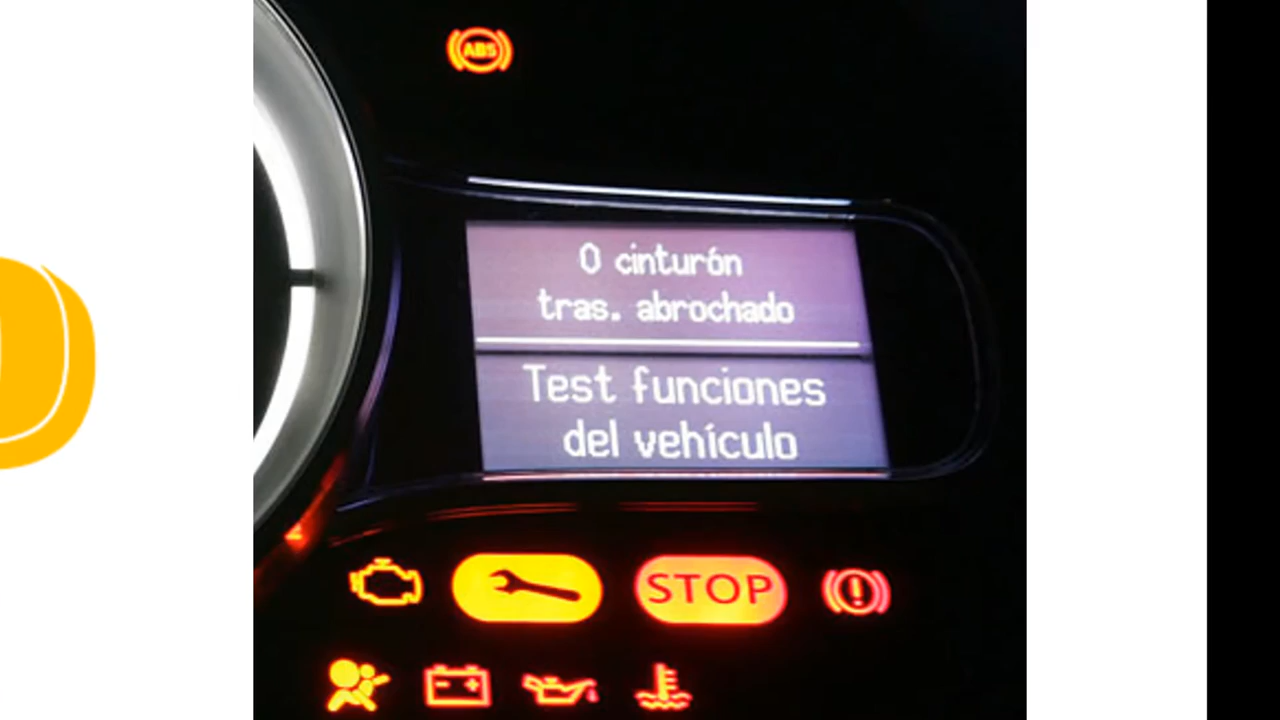 ABS
0 cinturón
tras. abrochado
Test funciones
del vehículo
STOP